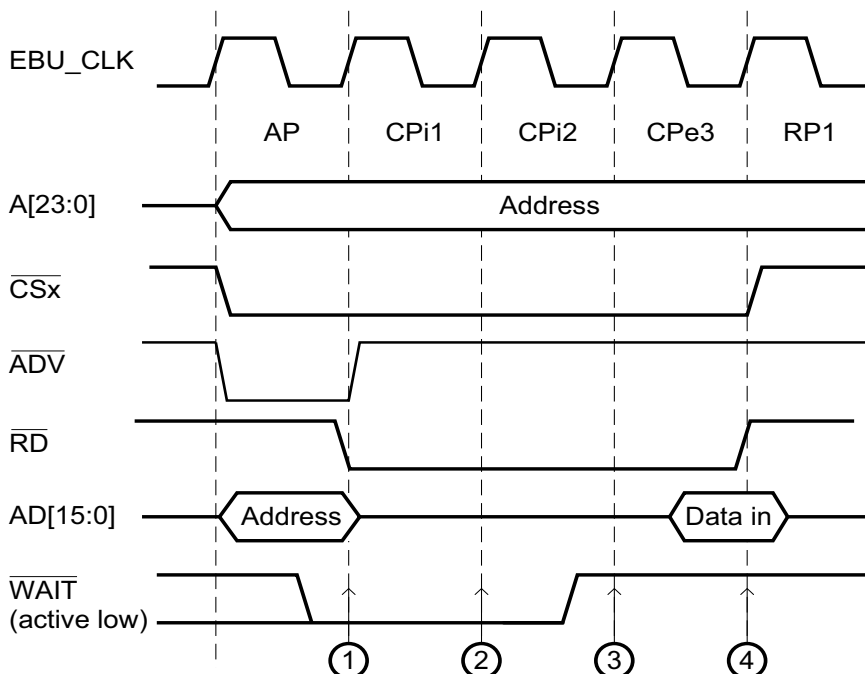 EBU_CLK
AP CPi1 CPi2 CPe3 RP1
A[23:0] Address
CSx
ADV
RD
AD[15:0] Address Data in
WAIT
(active low)
1 2 3 4